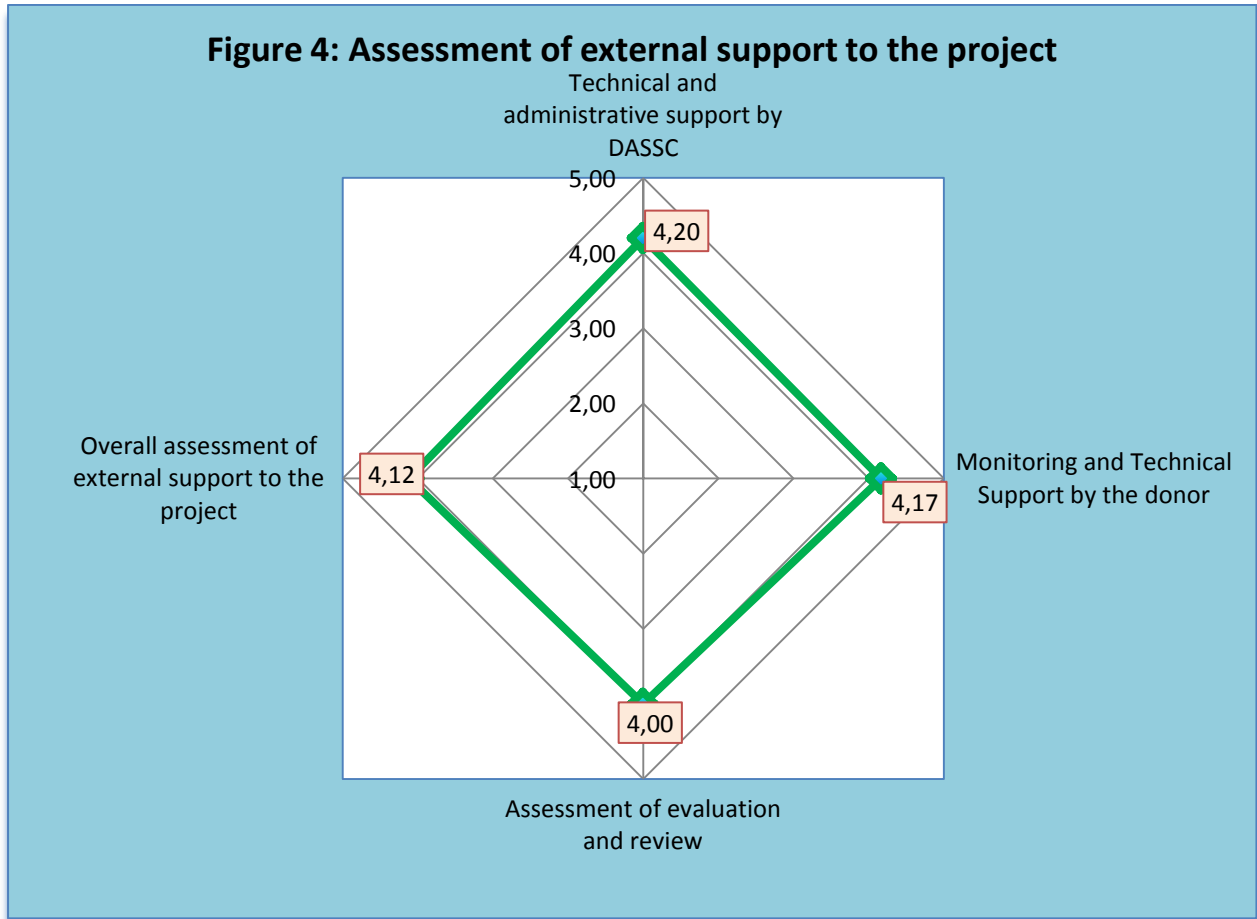 Figure 4: Assessment of external support to the project
Technical and
administrative support by
DASSC
5,00
4,20
4,00
3,00
2,00
1,00
Overall assessment of
external support to the
project
4,12
Monitoring and Technical
Support by the donor
4,17
4,00
Assessment of evaluation
and review